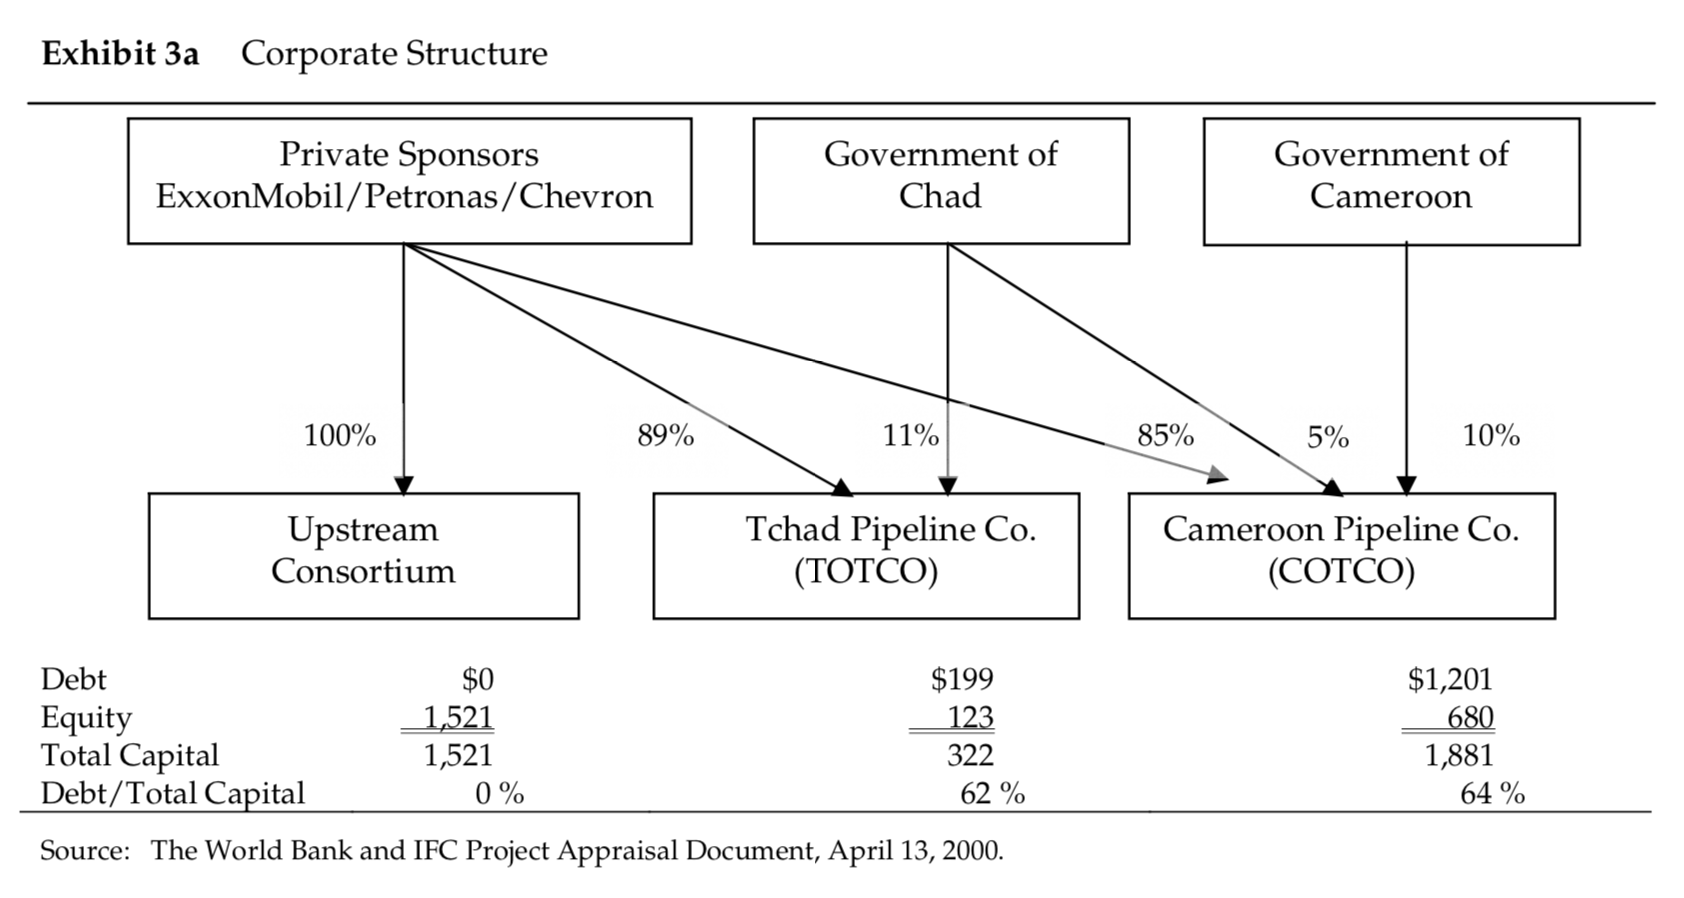 Exhibit 3a Corporate Structure
Private Sponsors
ExxonMobil/Petronas/Chevron
Government of
Chad
Government of
Cameroon
100% 89% 11% 85% 5% 10%
Upstream
Consortium
Tchad Pipeline Co.
(TOTCO)
Cameroon Pipeline Co.
(COTCO)
Debt $0 $199 $1,201
Equity 1,521 123 680
Total Capital 1,521 322 1,881
Debt/Total Capital 0 % 62 % 64 %
Source: The World Bank and IFC Project Appraisal Document, April 13, 2000.